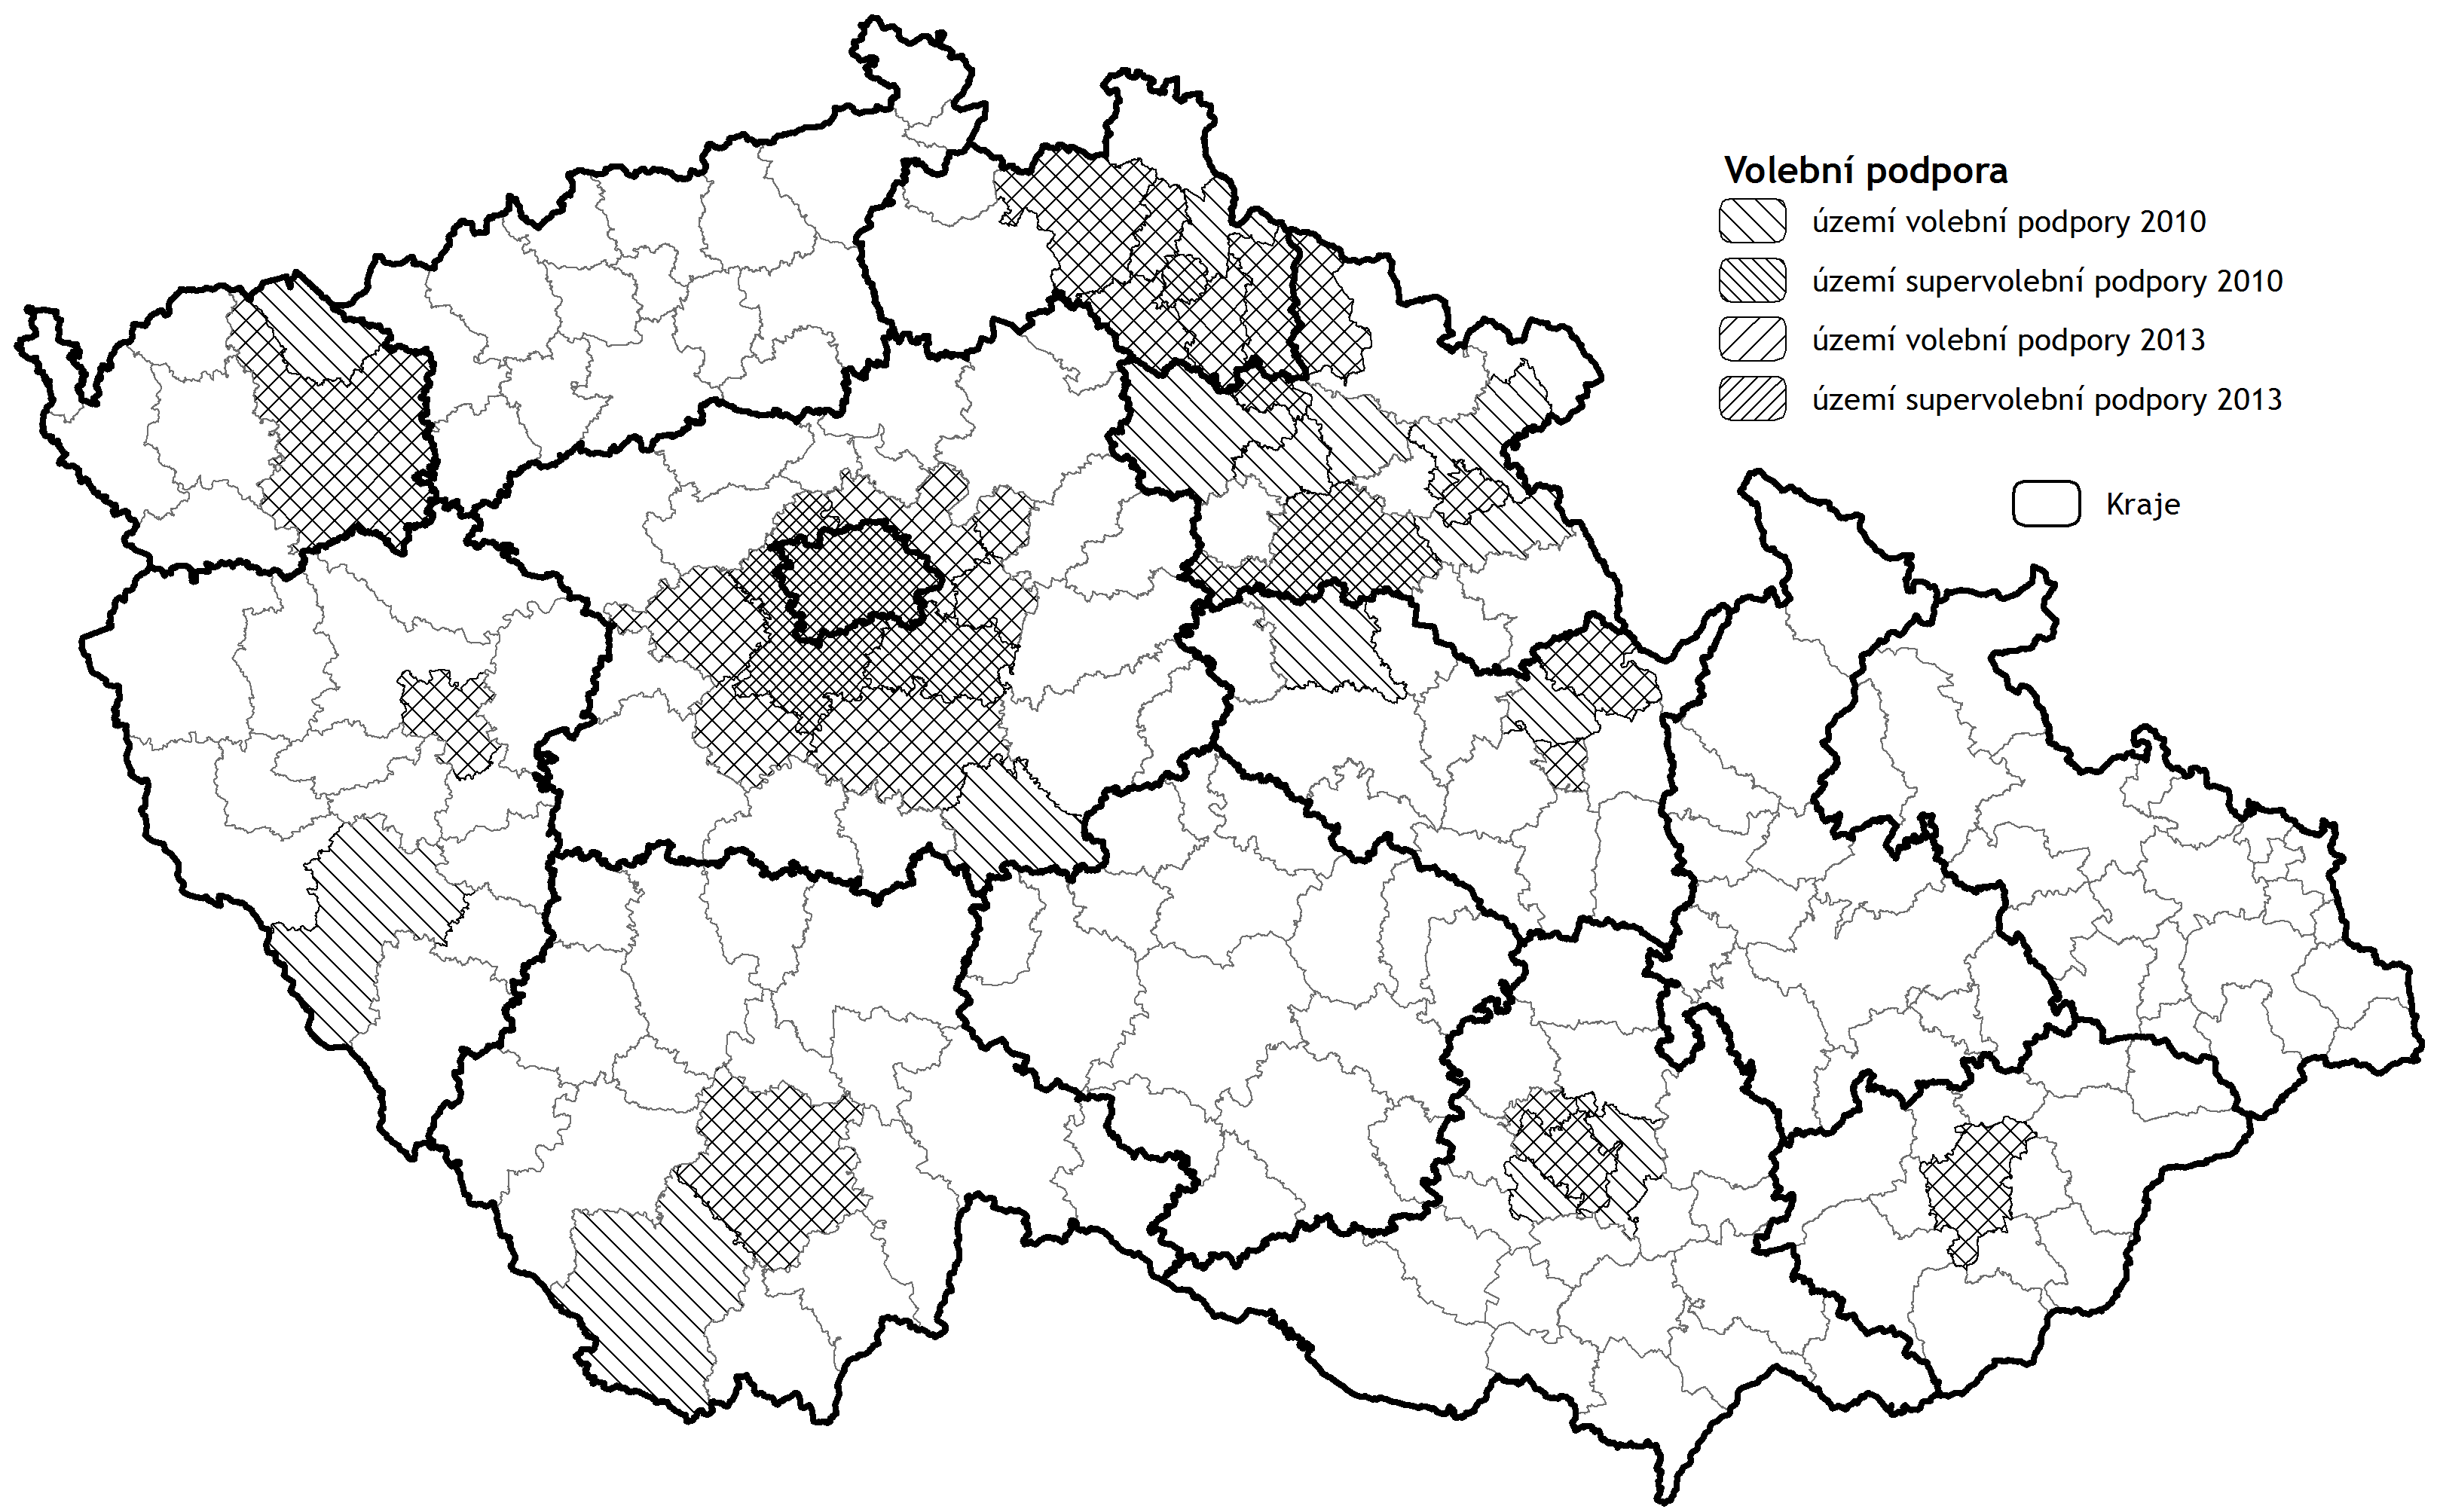 Volební podpora
území volební podpory 2010
území supervolební podpory 2010
území volební podpory 2013
území supervolební podpory 2013
Kraje